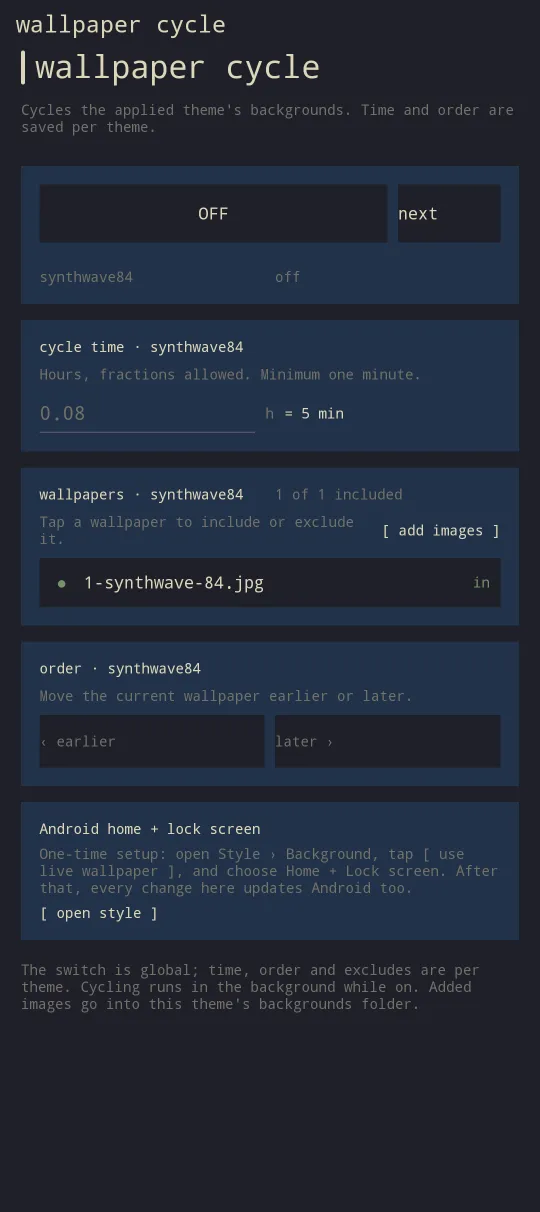 wallpaper cycle
wallpaper cycle
Cycles the applied theme's backgrounds. Time and order are
saved per theme.
OFF
next
synthwave84 off
cycle time · synthwave84
Hours, fractions allowed. Minimum one minute.
0.08 h = 5 min
wallpapers · synthwave84 1 of 1 included
Tap a wallpaper to include or exclude
it.
[ add images ]
● 1-synthwave-84.jpg in
order · synthwave84
Move the current wallpaper earlier or later.
‹ earlier
later ›
Android home + lock screen
One-time setup: open Style › Background, tap [ use
live wallpaper ], and choose Home + Lock screen. After
that, every change here updates Android too.
[ open style ]
The switch is global; time, order and excludes are per
theme. Cycling runs in the background while on. Added
images go into this theme's backgrounds folder.